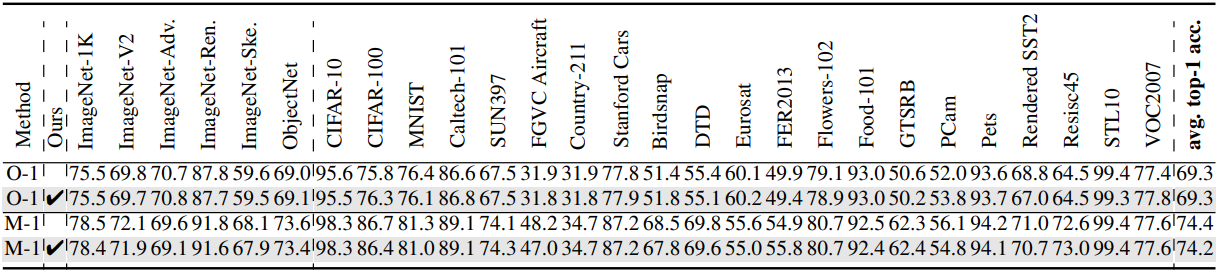 Method Ours ImageNet-1K ImageNet-V2 ImageNet-Adv. ImageNet-Ren. ImageNet-Ske. ObjectNet CIFAR-10 CIFAR-100 MNIST Caltech-101 SUN397 FGVC Aircraft Country-211 Stanford Cars Birdsnap DTD Eurosat FER2013 Flowers-102 Food-101 GTSRB PCam Pets Rendered SST2 Resisc45 STL10 VOC2007 avg. top-1 acc.
O-1 75.5 69.8 70.7 87.8 59.6 69.0 95.6 75.8 76.4 86.6 67.5 31.9 31.9 77.8 51.4 55.4 60.1 49.9 79.1 93.0 50.6 52.0 93.6 68.8 64.5 99.4 77.4 69.3
O-1 ✔ 75.5 69.7 70.8 87.7 59.5 69.1 95.5 76.3 76.1 86.8 67.5 31.8 31.8 77.9 51.8 55.1 60.2 49.4 78.9 93.0 50.2 53.8 93.7 67.0 64.5 99.3 77.8 69.3
M-1 78.5 72.1 69.6 91.8 68.1 73.6 98.3 86.7 81.3 89.1 74.1 48.2 34.7 87.2 68.5 69.8 55.6 54.9 80.7 92.5 62.3 56.1 94.2 71.0 72.6 99.3 77.6 74.4
M-1 ✔ 78.4 71.9 69.1 91.6 67.9 73.4 98.3 86.4 81.0 89.1 74.3 47.0 34.7 87.2 67.8 69.6 55.0 55.8 80.7 92.4 62.4 54.8 94.1 70.7 73.0 99.4 77.6 74.2